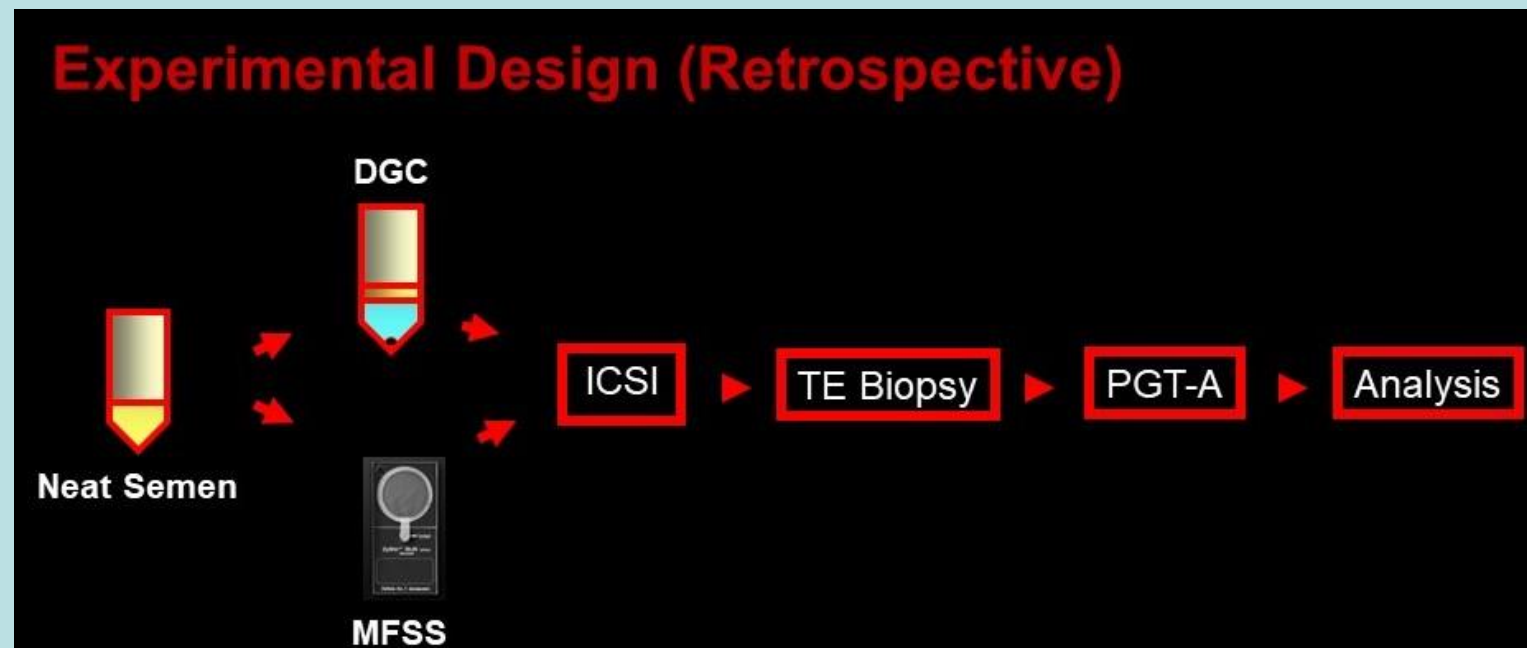 Experimental Design (Retrospective)
DGC
Neat Semen
MFSS
ICSI
TE Biopsy
PGT-A
Analysis